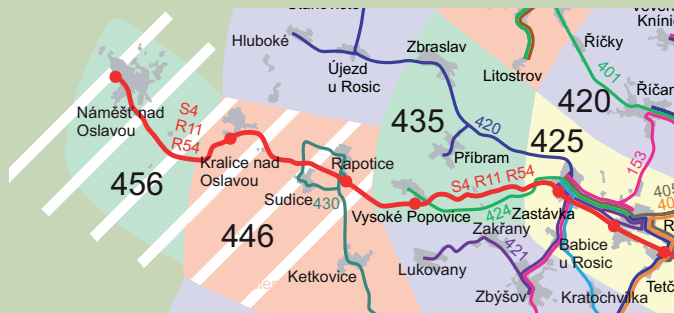 Hluboké
Újezd
u Rosic
Zbraslav
Litostrov
Říčky
401
420
Náměšť nad
Oslavou
S4
R11
R54
Kralice nad
Oslavou
456
446
Rapotice
Sudice
430
Ketkovice
435
420
Příbram
425
153
Vysoké Popovice
S4 R11 R54
424
Zastávka
Zakřany
421
Lukovany
Zbýšov
Babice
u Rosic
Kratochvilka
405